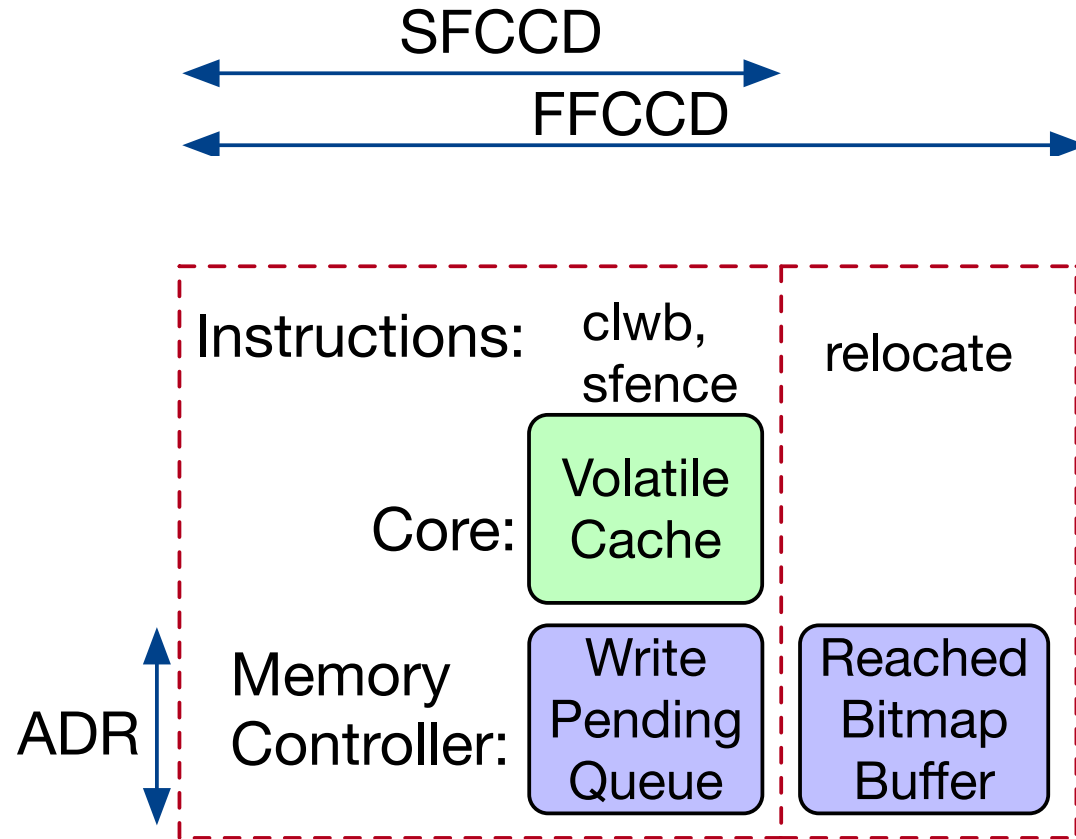 SFCCD
FFCCD
Instructions:
clwb,
sfence
relocate
Core:
Volatile
Cache
ADR
Memory
Controller:
Write
Pending
Queue
Reached
Bitmap
Buffer